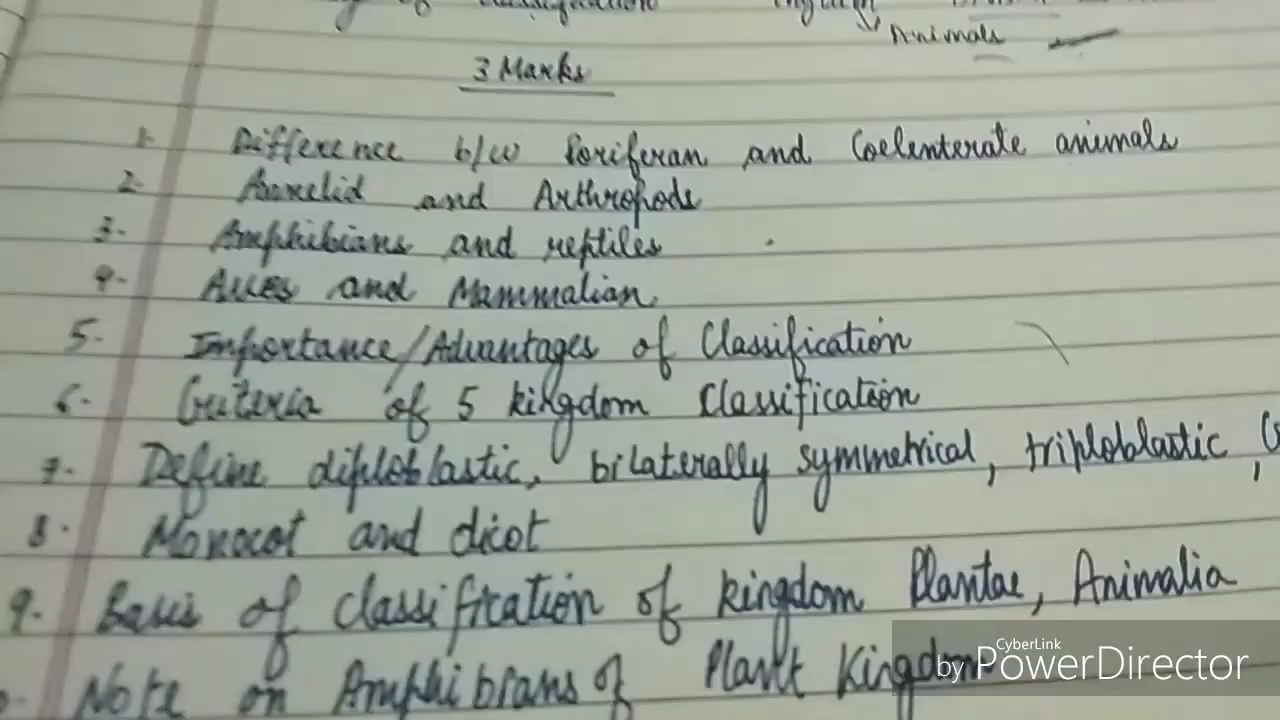 of classification
Animals
3 Marks
1. Difference b/w Poriferan and Coelenterate animals
2. Annelid and Arthropods
3. Amphibians and reptiles
4. Aves and Mammalian.
5. Importance/Advantages of Classification
6. Criteria of 5 kingdom Classification
7. Define diploblastic, bilaterally symmetrical, triploblastic,
8. Monocot and dicot
9. Basis of classification of kingdom Plantae, Animalia
Note on Amphibians of Plant Kingdom
CyberLink
by PowerDirector